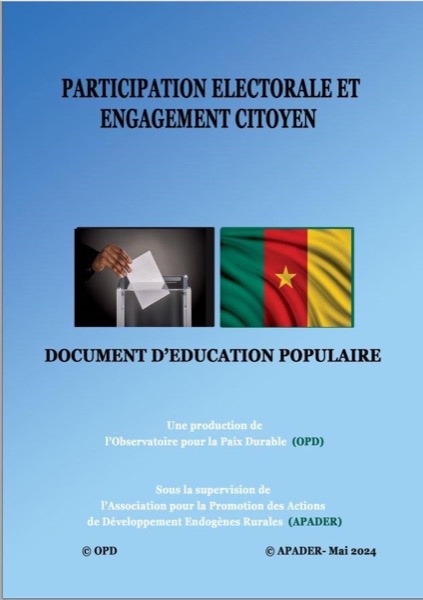 PARTICIPATION ELECTORALE ET
ENGAGEMENT CITOYEN
DOCUMENT D'EDUCATION POPULAIRE
Une production de
l'Observatoire pour la Paix Durable (OPD)
Sous la supervision de
l'Association pour la Promotion des Actions
de Développement Endogènes Rurales (APADER)
© OPD © APADER- Mai 2024